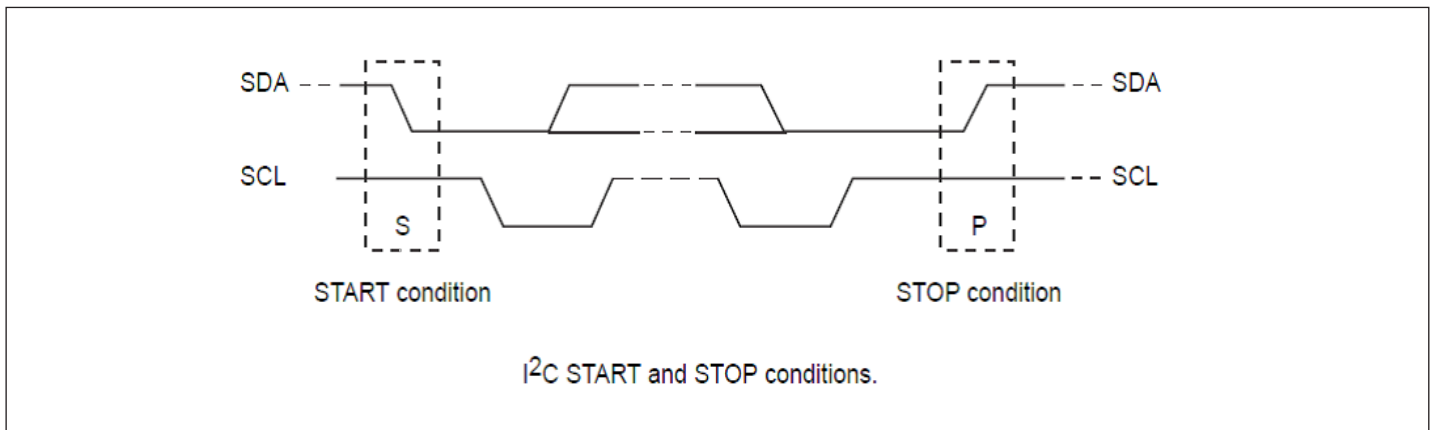 SDA SDA
SCL SCL
S P
START condition STOP condition
I²C START and STOP conditions.